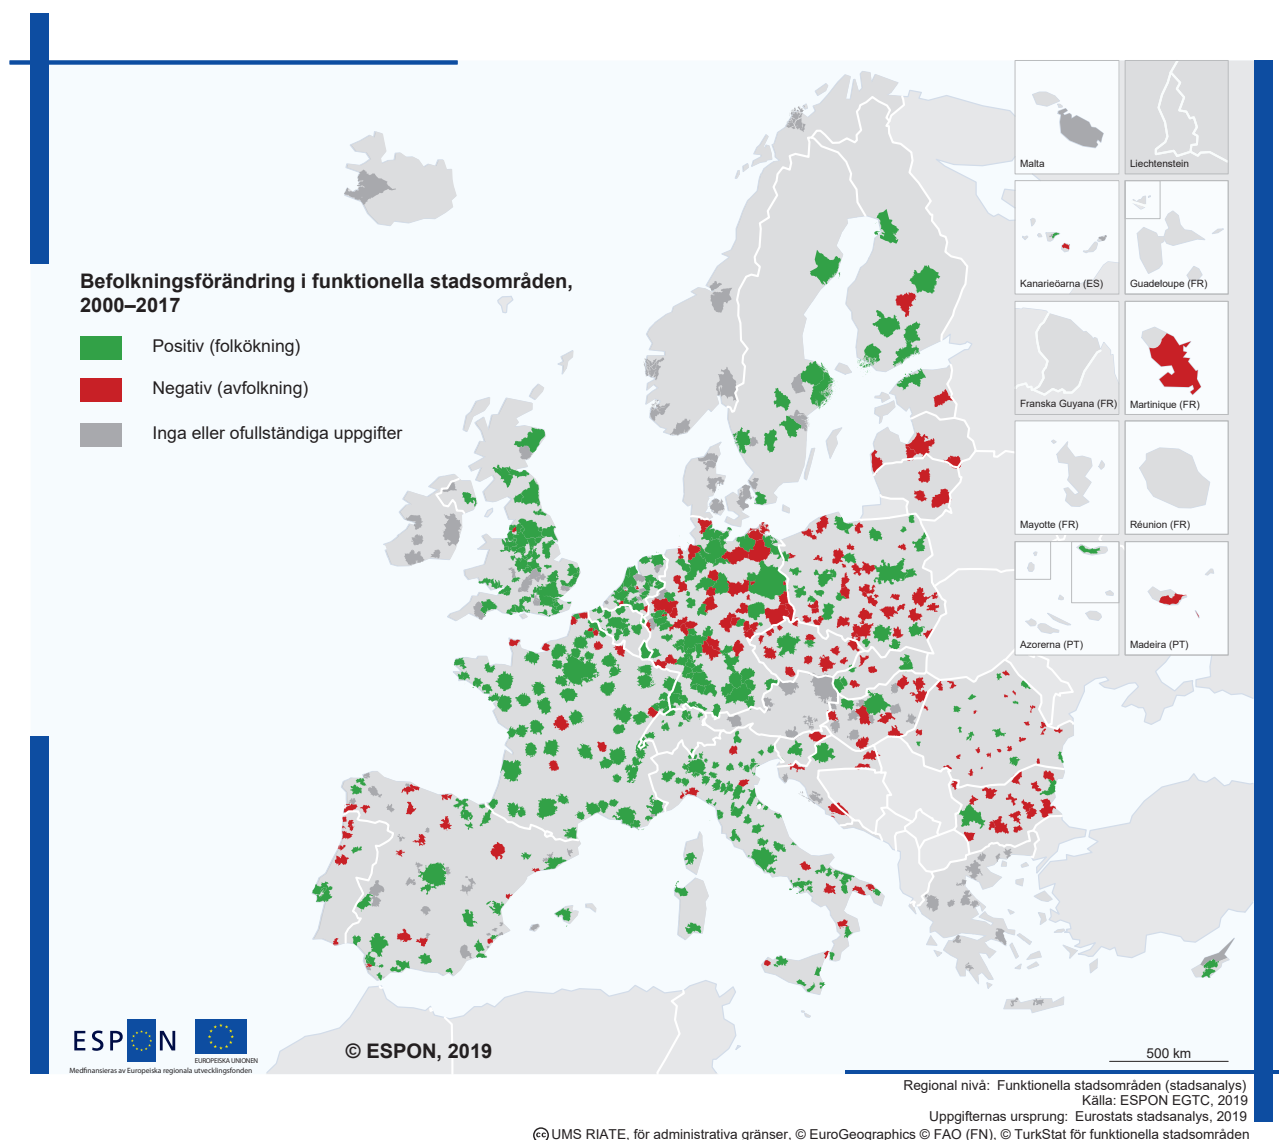 Befolkningsförändring i funktionella stadsområden,
2000–2017
Positiv (folkökning)
Negativ (avfolkning)
Inga eller ofullständiga uppgifter
Malta
Liechtenstein
Kanarieöarna (ES)
Guadeloupe (FR)
Franska Guyana (FR)
Martinique (FR)
Mayotte (FR)
Réunion (FR)
Azorerna (PT)
Madeira (PT)
ESPON
EUROPEISKA UNIONEN
Medfinansieras av Europeiska regionala utvecklingsfonden
© ESPON, 2019
500 km
Regional nivå: Funktionella stadsområden (stadsanalys)
Källa: ESPON EGTC, 2019
Uppgifternas ursprung: Eurostats stadsanalys, 2019
cc UMS RIATE, för administrativa gränser, © EuroGeographics © FAO (FN), © TurkStat för funktionella stadsområden